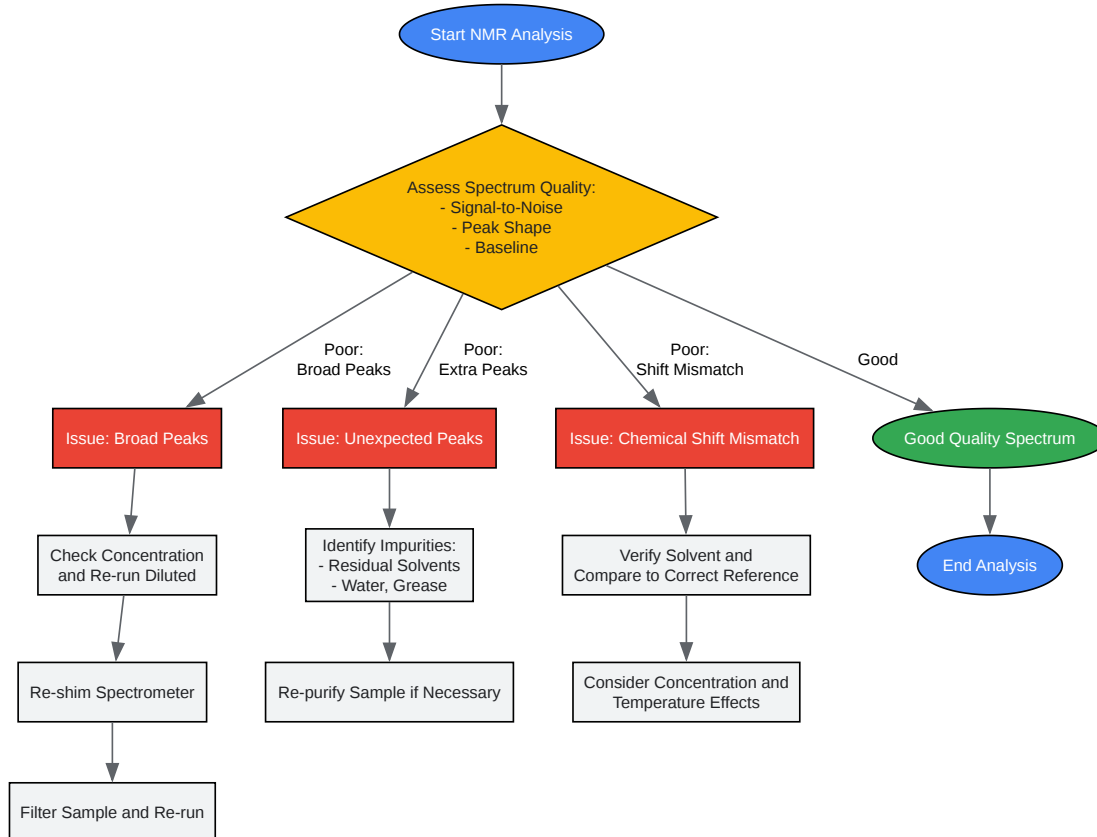 Start NMR Analysis
Assess Spectrum Quality:
- Signal-to-Noise
- Peak Shape
- Baseline
Poor:
Broad Peaks
Poor:
Extra Peaks
Poor:
Shift Mismatch
Good
Issue: Broad Peaks
Issue: Unexpected Peaks
Issue: Chemical Shift Mismatch
Good Quality Spectrum
Check Concentration
and Re-run Diluted
Identify Impurities:
- Residual Solvents
- Water, Grease
Verify Solvent and
Compare to Correct Reference
End Analysis
Re-shim Spectrometer
Re-purify Sample if Necessary
Consider Concentration and
Temperature Effects
Filter Sample and Re-run